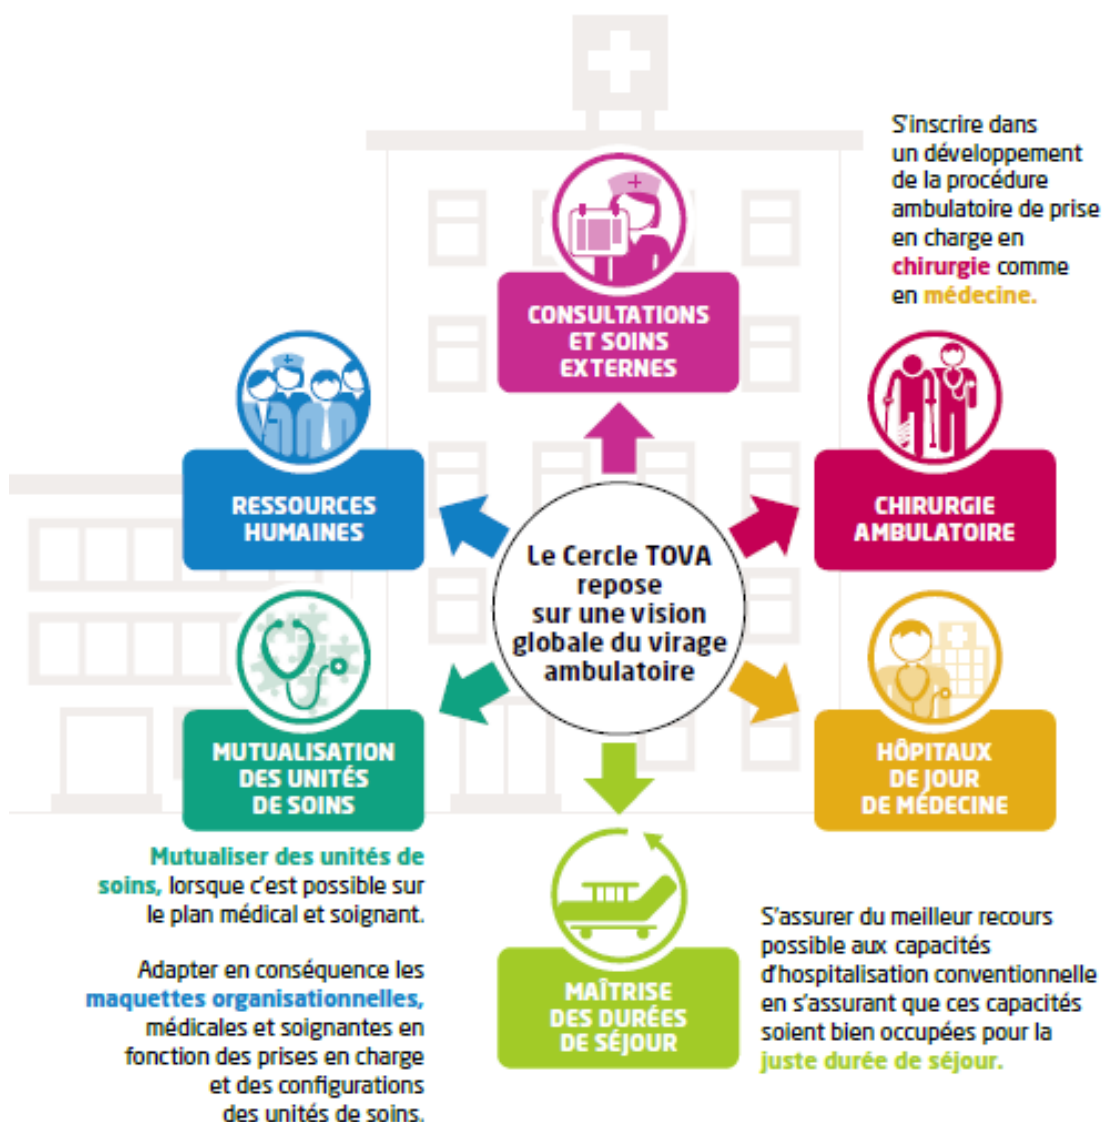 S'inscrire dans
un développement
de la procédure
ambulatoire de prise
en charge en
chirurgie comme
en médecine.
CONSULTATIONS
ET SOINS
EXTERNES
RESSOURCES
HUMAINES
CHIRURGIE
AMBULATOIRE
Le Cercle TOVA
repose
sur une vision
globale du virage
ambulatoire
MUTUALISATION
DES UNITÉS
DE SOINS
HÔPITAUX
DE JOUR
DE MÉDECINE
Mutualiser des unités de
soins, lorsque c'est possible sur
le plan médical et soignant.
Adapter en conséquence les
maquettes organisationnelles,
médicales et soignantes en
fonction des prises en charge
et des configurations
des unités de soins.
MAÎTRISE
DES DURÉES
DE SÉJOUR
S'assurer du meilleur recours
possible aux capacités
d'hospitalisation conventionnelle
en s'assurant que ces capacités
soient bien occupées pour la
juste durée de séjour.